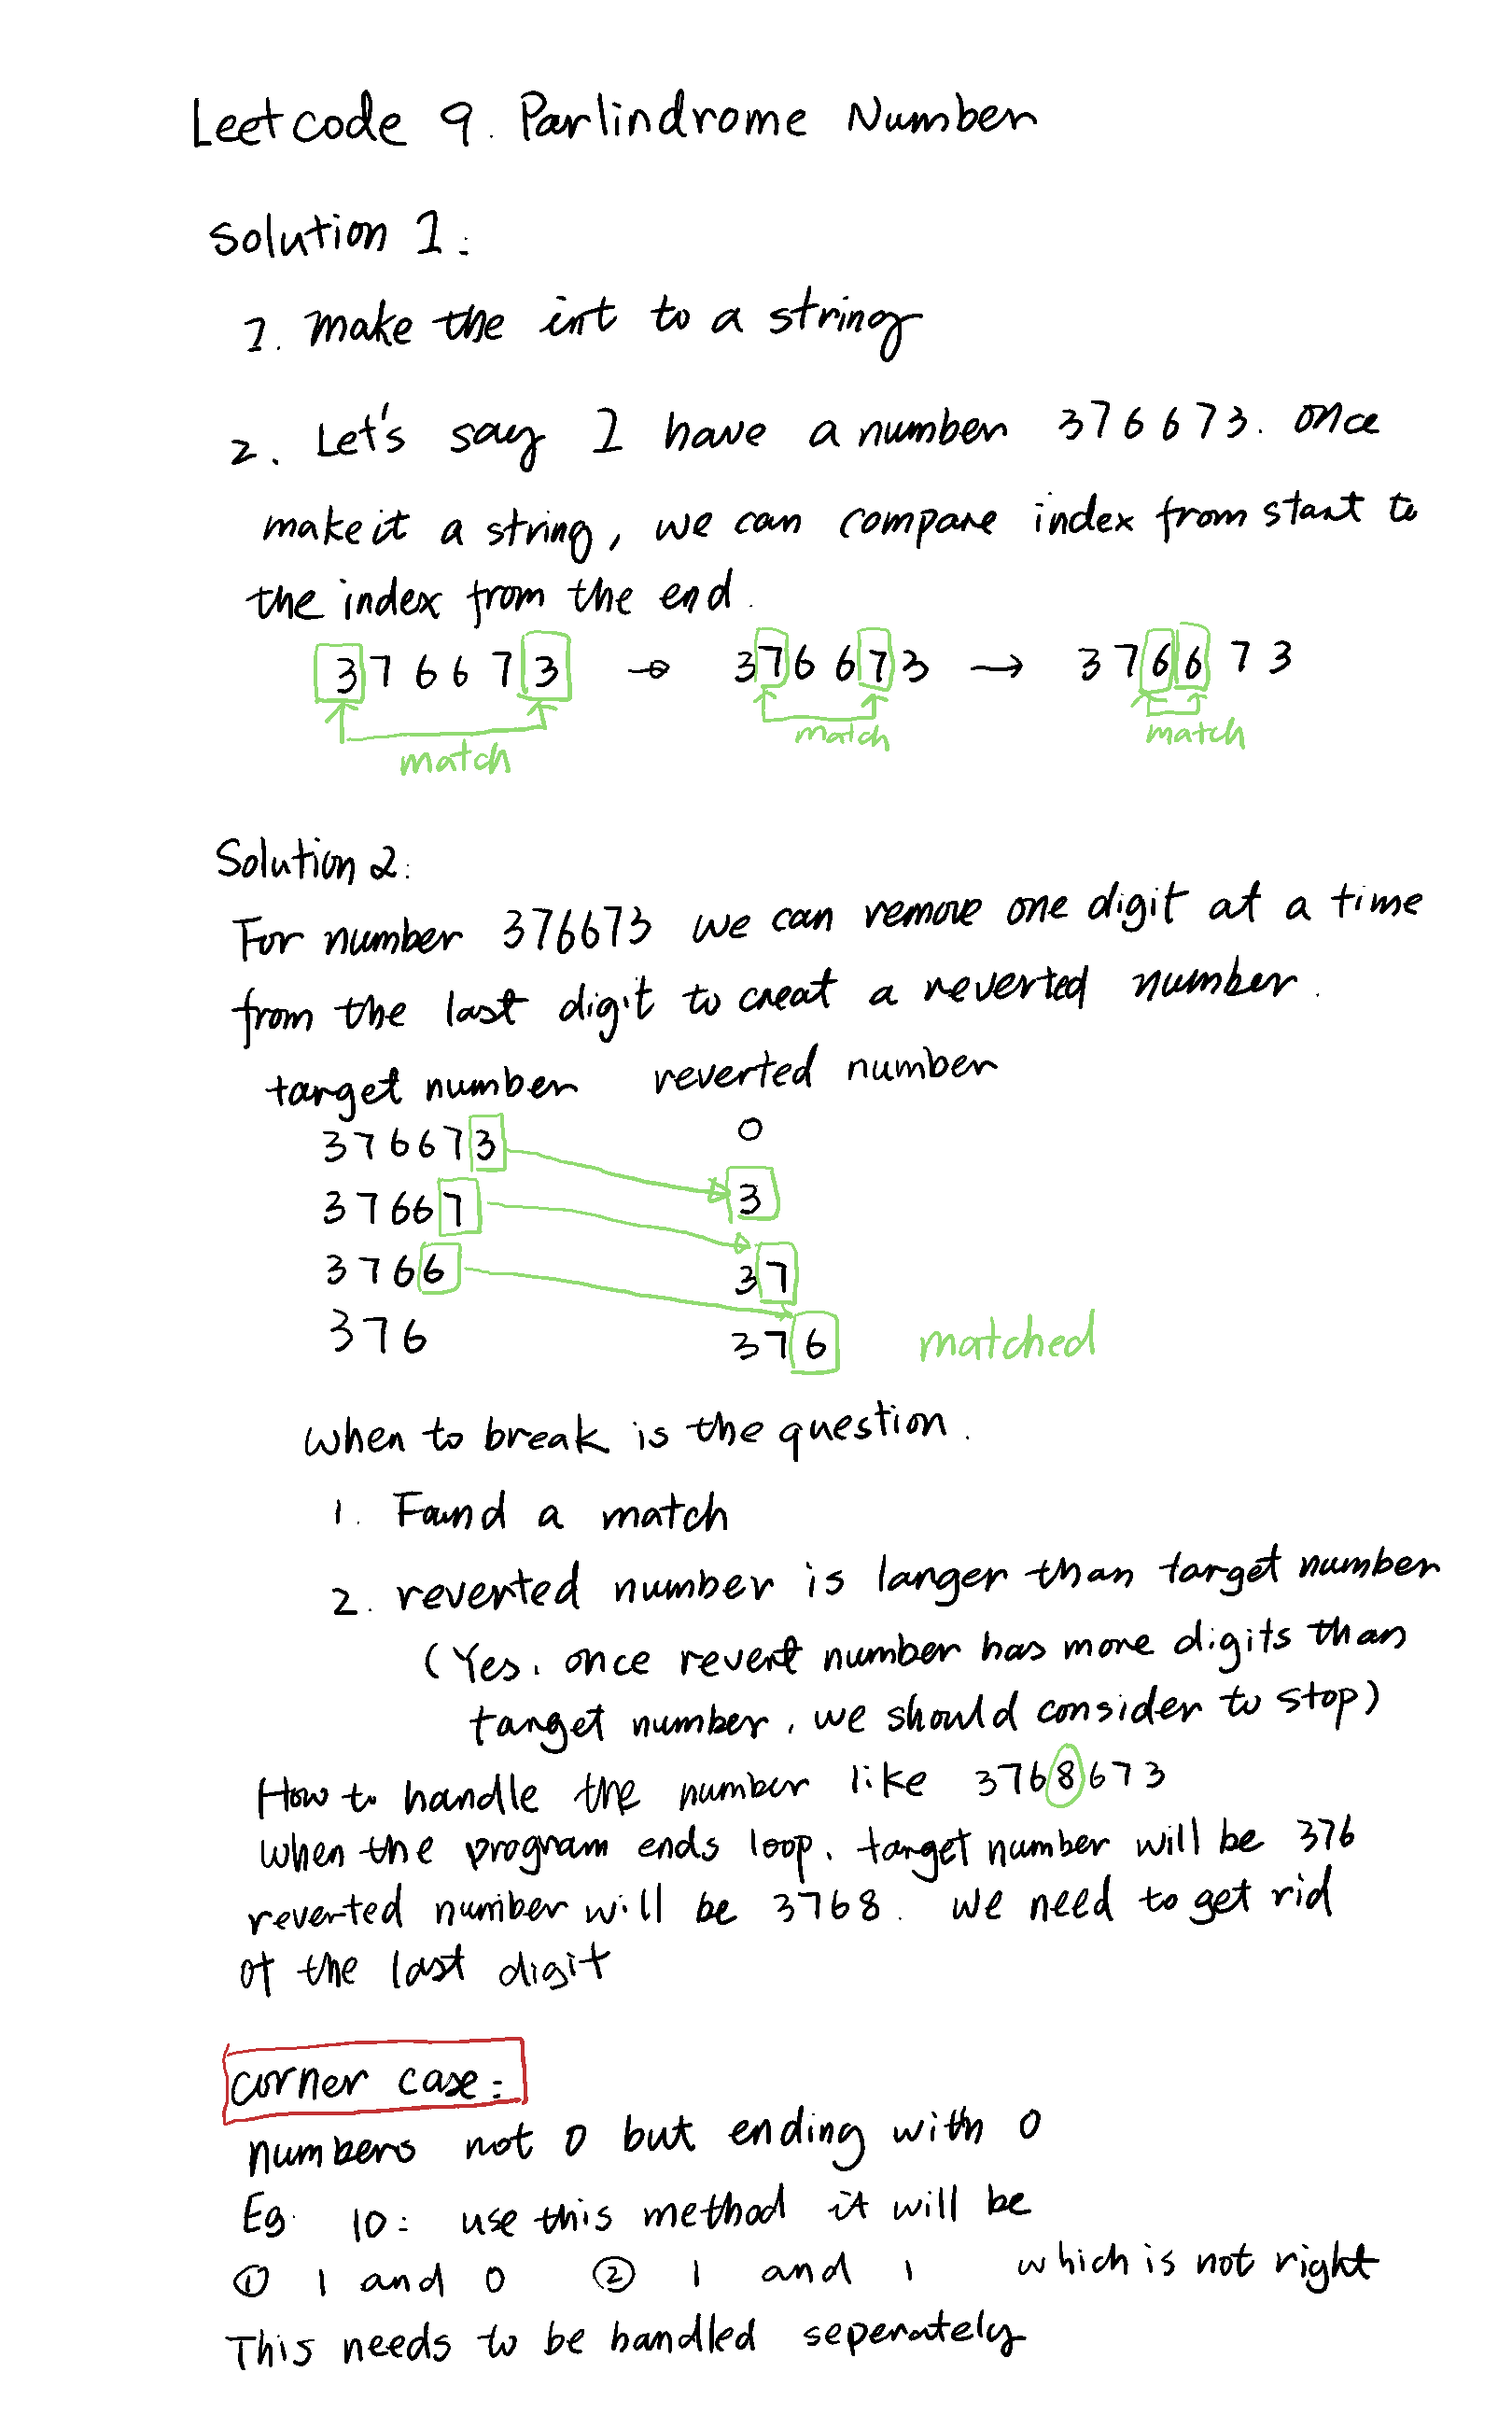 Leetcode 9. Parlindrome Number
Solution 1:
1. Make the int to a string
2. Let's say I have a number 376673. once
make it a string, we can compare index from start to
the index from the end.
376673 → 376673 → 376673
match match match
Solution 2:
For number 376673 we can remove one digit at a time
from the last digit to creat a reverted number.
target number reverted number
376673 0
37667 3
3766 37
376 376 matched
when to break is the question.
1. Found a match
2. reverted number is larger than target number
(Yes, once revert number has more digits than
target number, we should consider to stop)
How to handle the number like 3768673
when the program ends loop, target number will be 376
reverted number will be 3768. We need to get rid
of the last digit
corner case:
numbers not 0 but ending with 0
Eg. 10: use this method it will be
① 1 and 0 ② 1 and 1 which is not right
This needs to be handled seperately